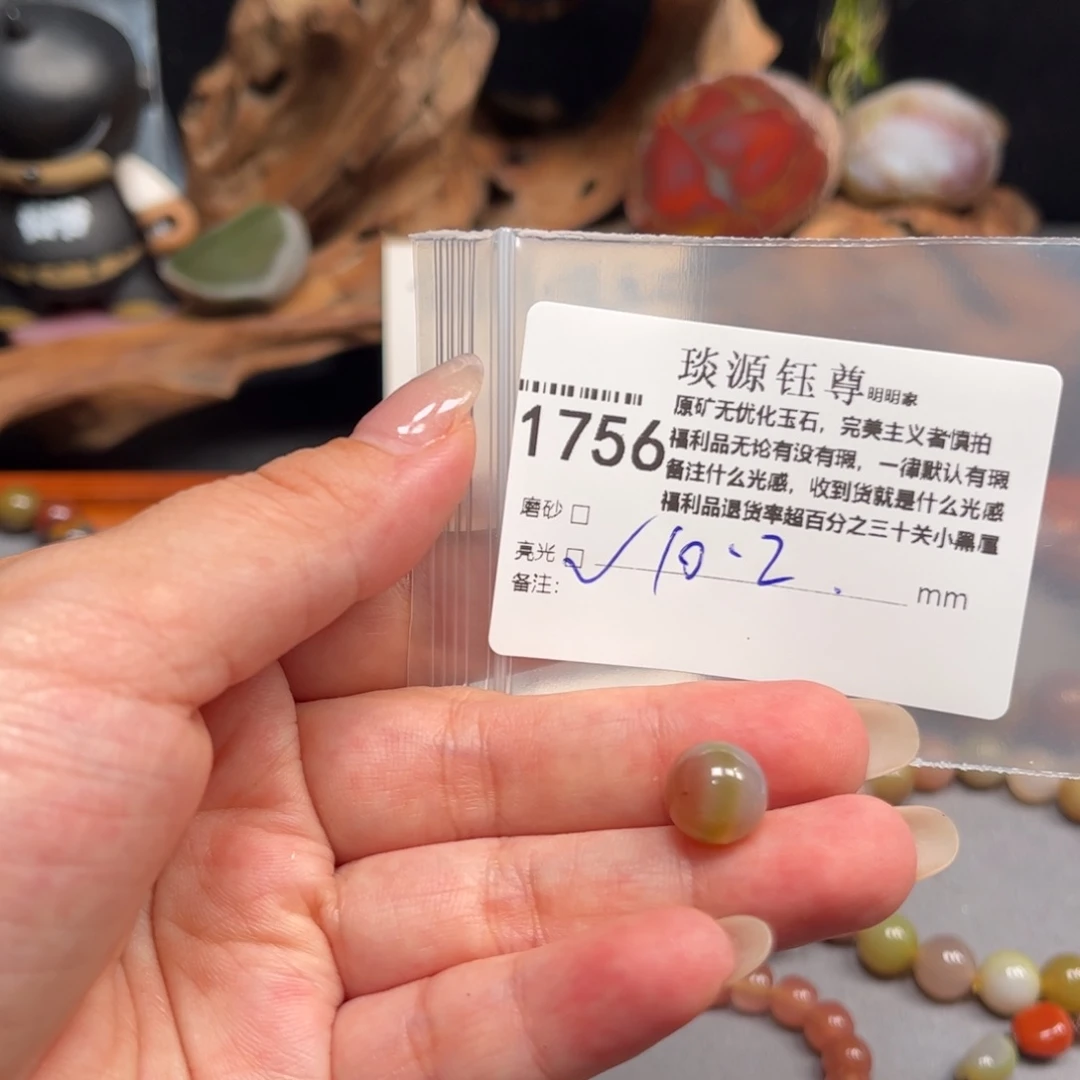 琰源钰尊明明家
原矿无优化玉石，完美主义者慎拍
1756
福利品无论有没有瑕，一律默认有瑕
备注什么光感，收到货就是什么光感
福利品退货率超百分之三十关小黑屋
磨砂 □
亮光 □ ✓ 10.2. mm
备注：